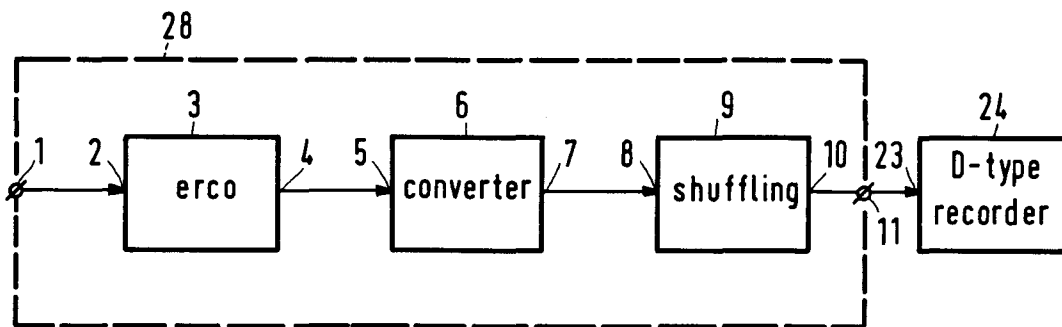 28
3 6 9 24
1 2 4 5 7 8 10 23
erco converter shuffling D-type
recorder
11